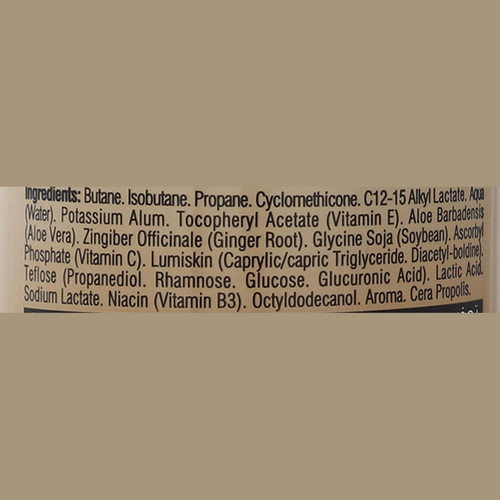 Ingredients: Butane. Isobutane. Propane. Cyclomethicone. C12-15 Alkyl Lactate. Aqua
(Water). Potassium Alum. Tocopheryl Acetate (Vitamin E). Aloe Barbadensis
(Aloe Vera). Zingiber Officinale (Ginger Root). Glycine Soja (Soybean). Ascorbyl
Phosphate (Vitamin C). Lumiskin (Caprylic/capric Triglyceride. Diacetyl-boldine).
Teflose (Propanediol. Rhamnose. Glucose. Glucuronic Acid). Lactic Acid.
Sodium Lactate. Niacin (Vitamin B3). Octyldodecanol. Aroma. Cera Propolis.